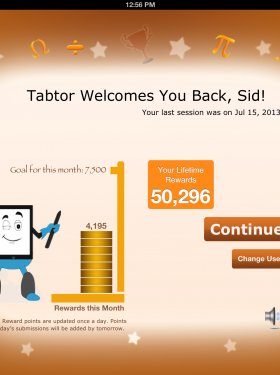 12:56 PM
Ω ÷ π
Tabtor Welcomes You Back, Sid!
Your last session was on Jul 15, 2013
Goal for this month: 7,500
Your Lifetime
Rewards
50,296
4,195
Continue
Change Use
Rewards this Month
Reward points are updated once a day. Points
day's submissions will be added by tomorrow.